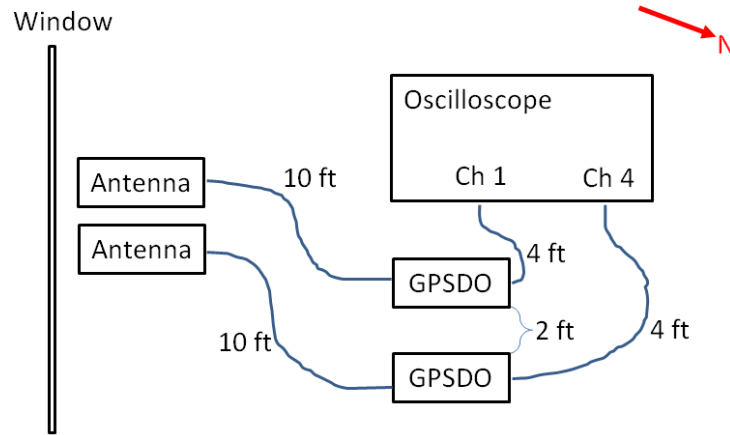 Window
N
Oscilloscope
Ch 1
Ch 4
Antenna
10 ft
Antenna
4 ft
GPSDO
2 ft
4 ft
10 ft
GPSDO